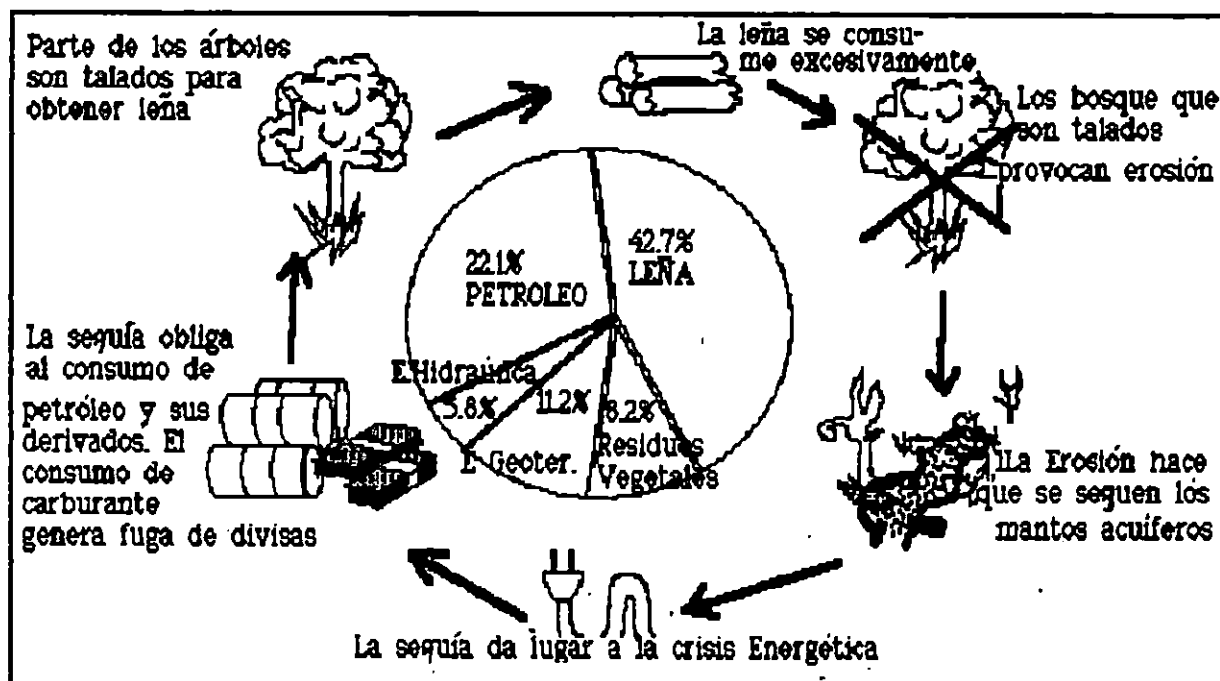 Parte de los árboles
son talados para
obtener leña
La leña se consu-
me excesivamente
Los bosque que
son talados
provocan erosión
¡La Erosión hace
que se sequen los
mantos acuíferos
La sequía da lugar a la crisis Energética
La sequía obliga
al consumo de
petróleo y sus
derivados. El
consumo de
carburante
genera fuga de divisas
42.7%
LEÑA
22.1%
PETROLEO
E.Hidraúlica
5.8%
11.2%
E Geoter.
8.2%
Residuos
Vegetales